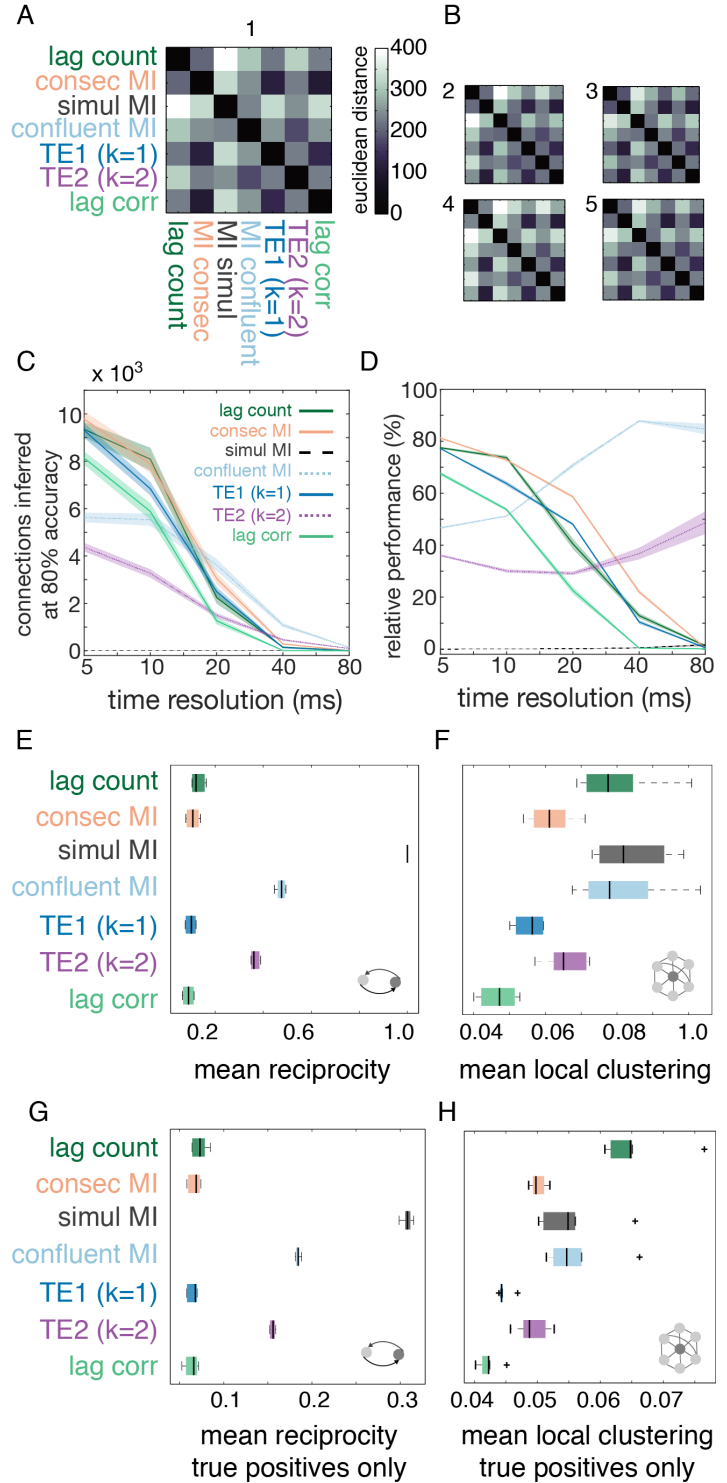 A
1
lag count
consec MI
simul MI
confluent MI
TE1 (k=1)
TE2 (k=2)
lag corr
lag count
MI consec
MI simul
MI confluent
TE1 (k=1)
TE2 (k=2)
lag corr
400
300
200
100
0
euclidean distance
B
2
3
4
5
C
x 10³
10
8
6
4
2
0
connections inferred
at 80% accuracy
lag count
consec MI
simul MI
confluent MI
TE1 (k=1)
TE2 (k=2)
lag corr
5 10 20 40 80
time resolution (ms)
D
100
80
60
40
20
0
relative performance (%)
5 10 20 40 80
time resolution (ms)
E
lag count
consec MI
simul MI
confluent MI
TE1 (k=1)
TE2 (k=2)
lag corr
0.2 0.6 1.0
mean reciprocity
F
0.04 0.06 0.08 1.0
mean local clustering
G
lag count
consec MI
simul MI
confluent MI
TE1 (k=1)
TE2 (k=2)
lag corr
0.1 0.2 0.3
mean reciprocity
true positives only
H
0.04 0.05 0.06 0.07
mean local clustering
true positives only